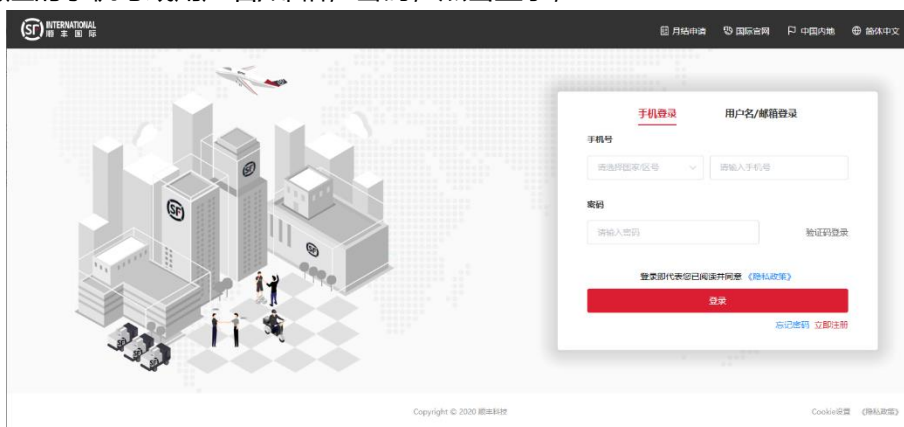 INTERNATIONAL
顺丰国际
月结申请 国际官网 中国内地 简体中文
手机登录 用户名/邮箱登录
手机号
请选择国家/区号 请输入手机号
密码
请输入密码 验证码登录
登录即代表您已阅读并同意 《隐私政策》
登录
忘记密码 立即注册
SF
SF
SF
SF
Copyright © 2020 顺丰科技
Cookie设置 《隐私政策》